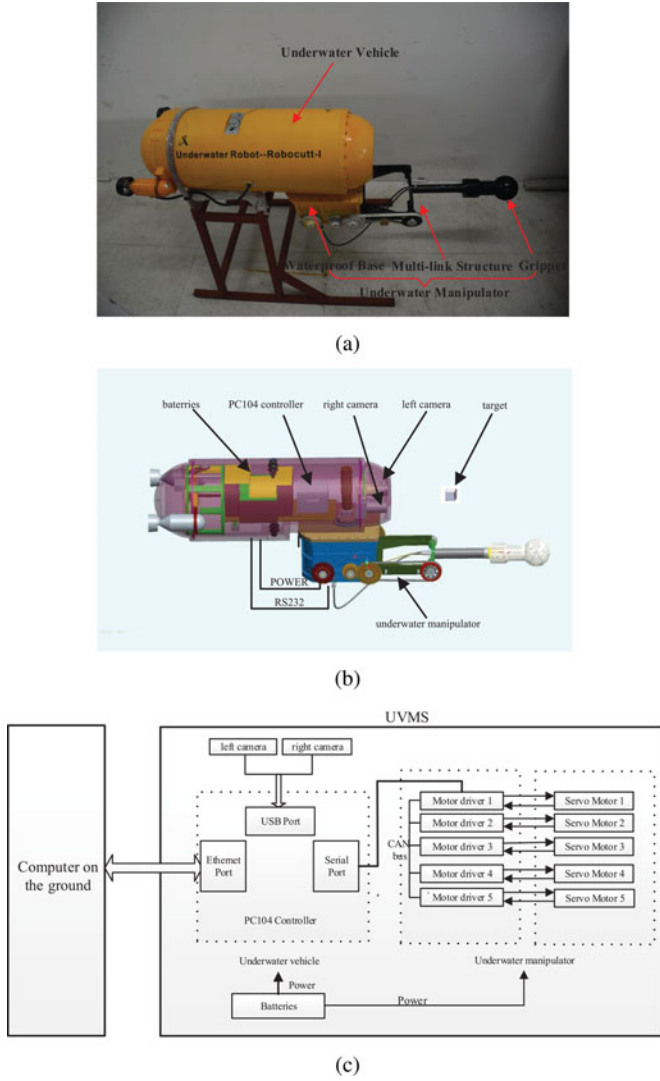 Underwater Vehicle
Underwater Robot--Robocutt-I
Waterproof Base Multi-link Structure Gripper
Underwater Manipulator
(a)
baterries
PC104 controller
right camera
left camera
target
POWER
RS232
underwater manipulator
(b)
UVMS
left camera
right camera
USB Port
Ethernet
Port
Serial
Port
PC104 Controller
Computer on
the ground
CAN
bus
Motor driver 1
Motor driver 2
Motor driver 3
Motor driver 4
Motor driver 5
Servo Motor 1
Servo Motor 2
Servo Motor 3
Servo Motor 4
Servo Motor 5
Underwater vehicle
Underwater manipulator
Power
Batteries
Power
(c)